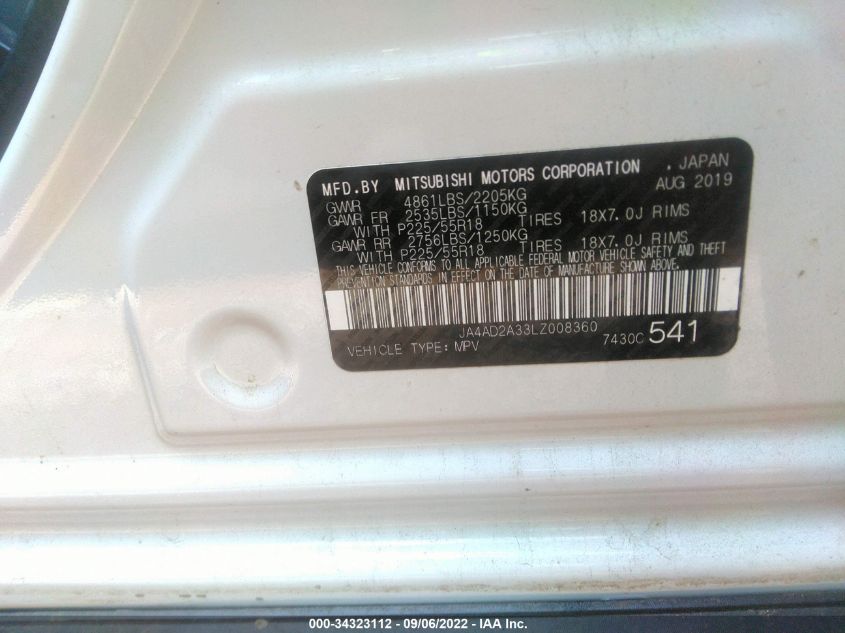 MFD.BY MITSUBISHI MOTORS CORPORATION . JAPAN
GVWR 4861LBS/2205KG AUG 2019
GAWR FR 2535LBS/1150KG
WITH P225/55R18 TIRES 18X7.0J RIMS
GAWR RR 2756LBS/1250KG
WITH P225/55R18 TIRES 18X7.0J RIMS
THIS VEHICLE CONFORMS TO ALL APPLICABLE FEDERAL MOTOR VEHICLE SAFETY AND THEFT
PREVENTION STANDARDS IN EFFECT ON THE DATE OF MANUFACTURE SHOWN ABOVE.
JA4AD2A33LZ008360
VEHICLE TYPE: MPV 7430C 541
000-34323112 - 09/06/2022 - IAA Inc.